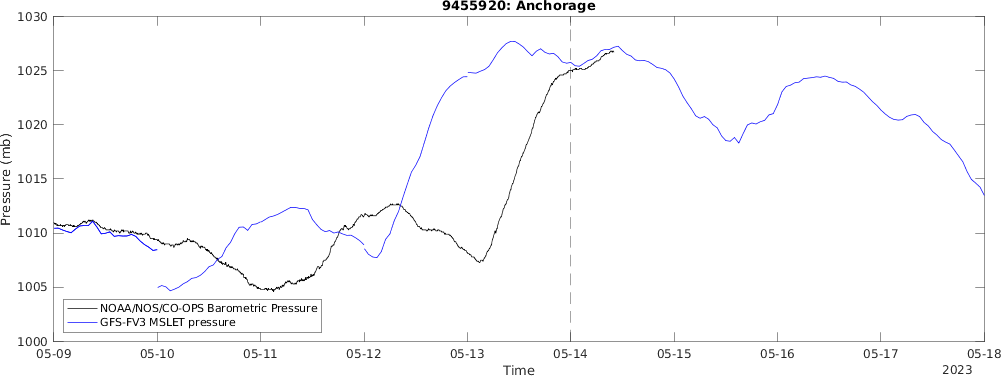 9455920: Anchorage
Pressure (mb)
1030
1025
1020
1015
1010
1005
1000
NOAA/NOS/CO-OPS Barometric Pressure
GFS-FV3 MSLET pressure
05-09 05-10 05-11 05-12 05-13 05-14 05-15 05-16 05-17 05-18
Time
2023